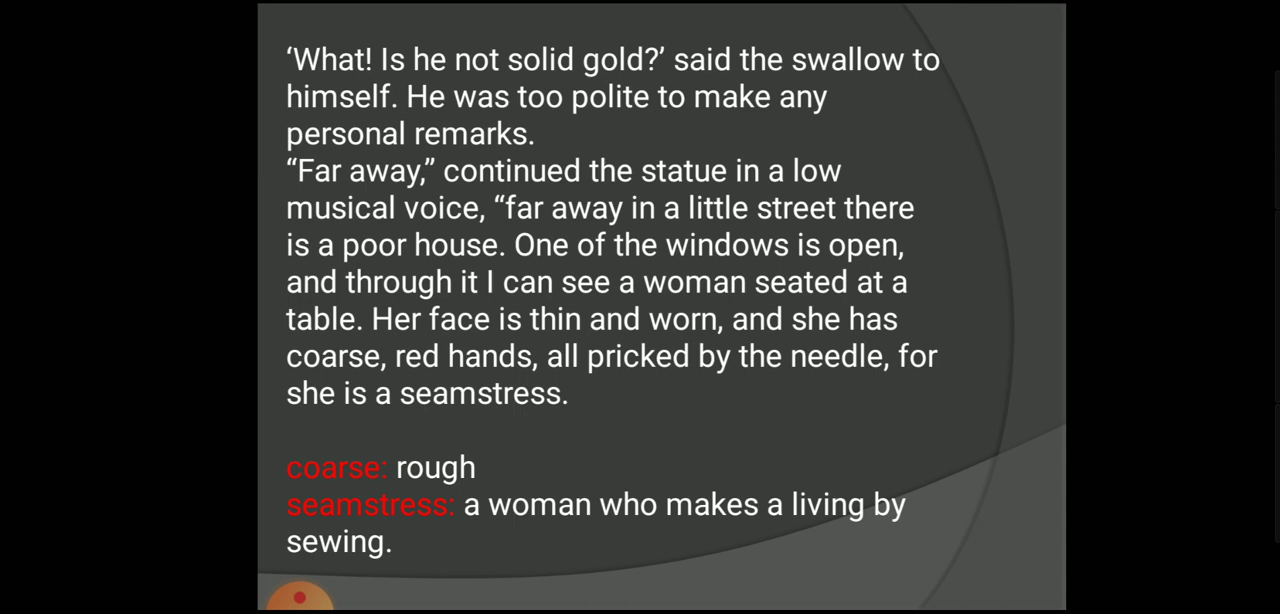 ‘What! Is he not solid gold?’ said the swallow to
himself. He was too polite to make any
personal remarks.
“Far away,” continued the statue in a low
musical voice, “far away in a little street there
is a poor house. One of the windows is open,
and through it I can see a woman seated at a
table. Her face is thin and worn, and she has
coarse, red hands, all pricked by the needle, for
she is a seamstress.
coarse: rough
seamstress: a woman who makes a living by
sewing.